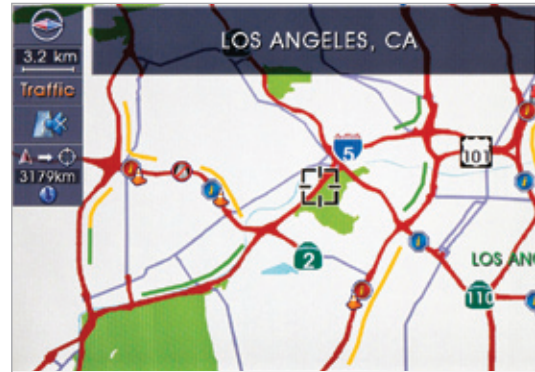 LOS ANGELES, CA
3.2 km
Traffic
3179km
5
101
2
LOS AN
110